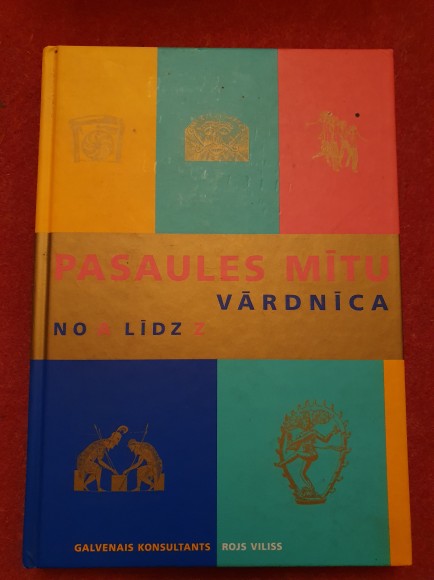 PASAULES MĪTU
VĀRDNĪCA
NO A LĪDZ Z
GALVENAIS KONSULTANTS ROJS VILISS